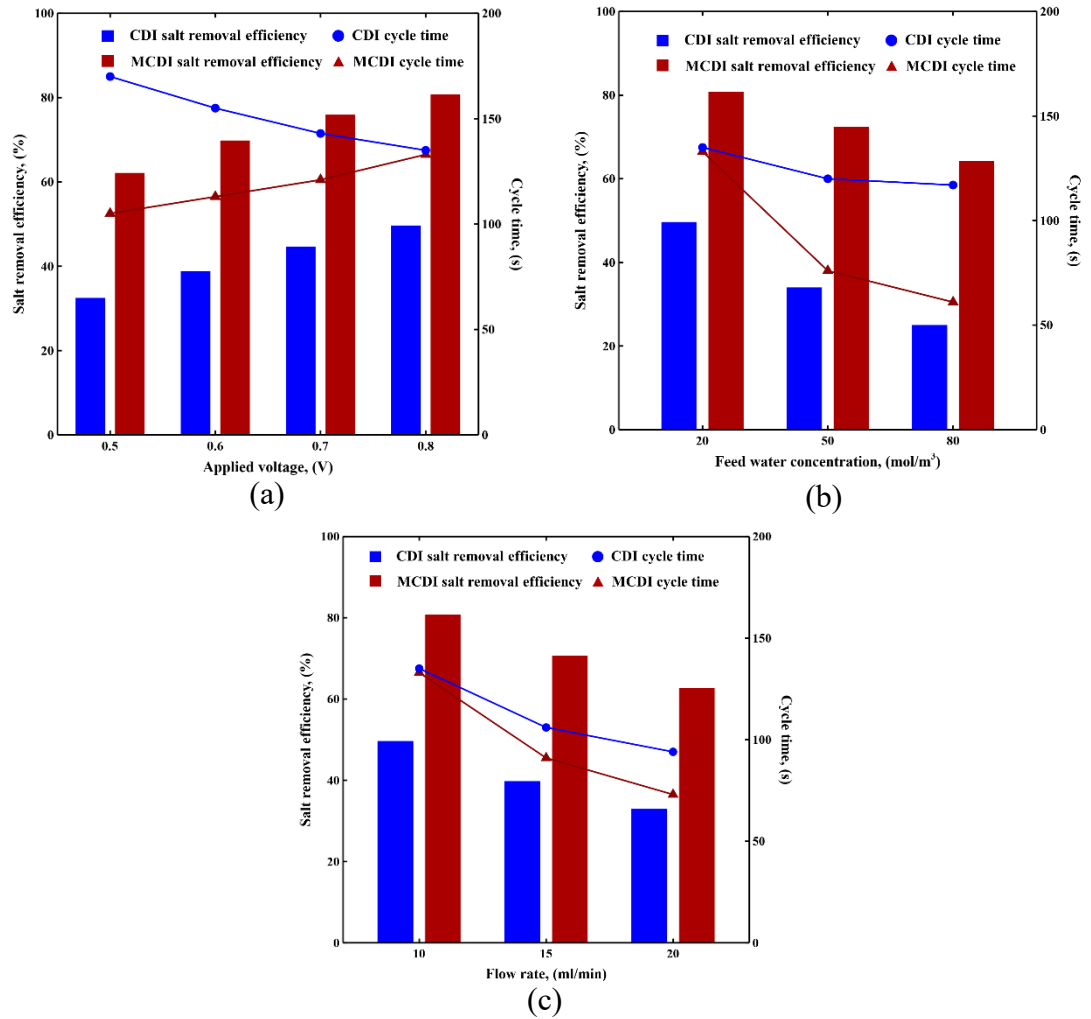 CDI salt removal efficiency CDI cycle time
MCDI salt removal efficiency MCDI cycle time
Salt removal efficiency, (%)
100
80
60
40
20
0
Cycle time, (s)
200
150
100
50
0
0.5 0.6 0.7 0.8
Applied voltage, (V)
(a)
CDI salt removal efficiency CDI cycle time
MCDI salt removal efficiency MCDI cycle time
Salt removal efficiency, (%)
100
80
60
40
20
0
Cycle time, (s)
200
150
100
50
0
20 50 80
Feed water concentration, (mol/m³)
(b)
CDI salt removal efficiency CDI cycle time
MCDI salt removal efficiency MCDI cycle time
Salt removal efficiency, (%)
100
80
60
40
20
0
Cycle time, (s)
200
150
100
50
0
10 15 20
Flow rate, (ml/min)
(c)